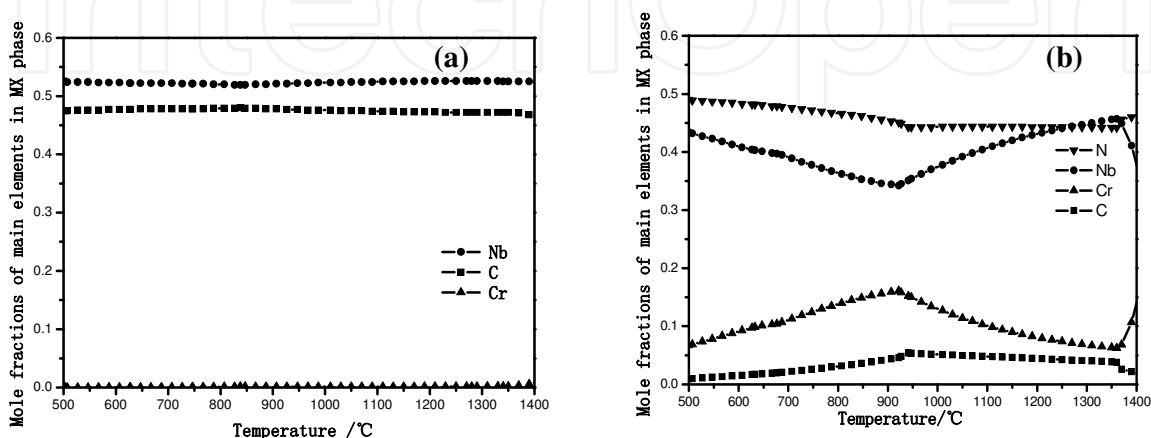 InTechOpen
(a)
Mole fractions of main elements in MX phase
0.6
0.5
0.4
0.3
0.2
0.1
0.0
Nb
C
Cr
500 600 700 800 900 1000 1100 1200 1300 1400
Temperature /℃
(b)
Mole fractions of main elements in MX phase
0.6
0.5
0.4
0.3
0.2
0.1
0.0
N
Nb
Cr
C
500 600 700 800 900 1000 1100 1200 1300 1400
Temperature/℃